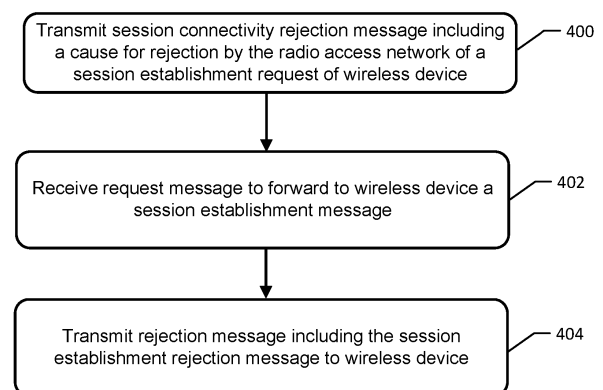 Transmit session connectivity rejection message including
a cause for rejection by the radio access network of a
session establishment request of wireless device
400
Receive request message to forward to wireless device a
session establishment message
402
Transmit rejection message including the session
establishment rejection message to wireless device
404